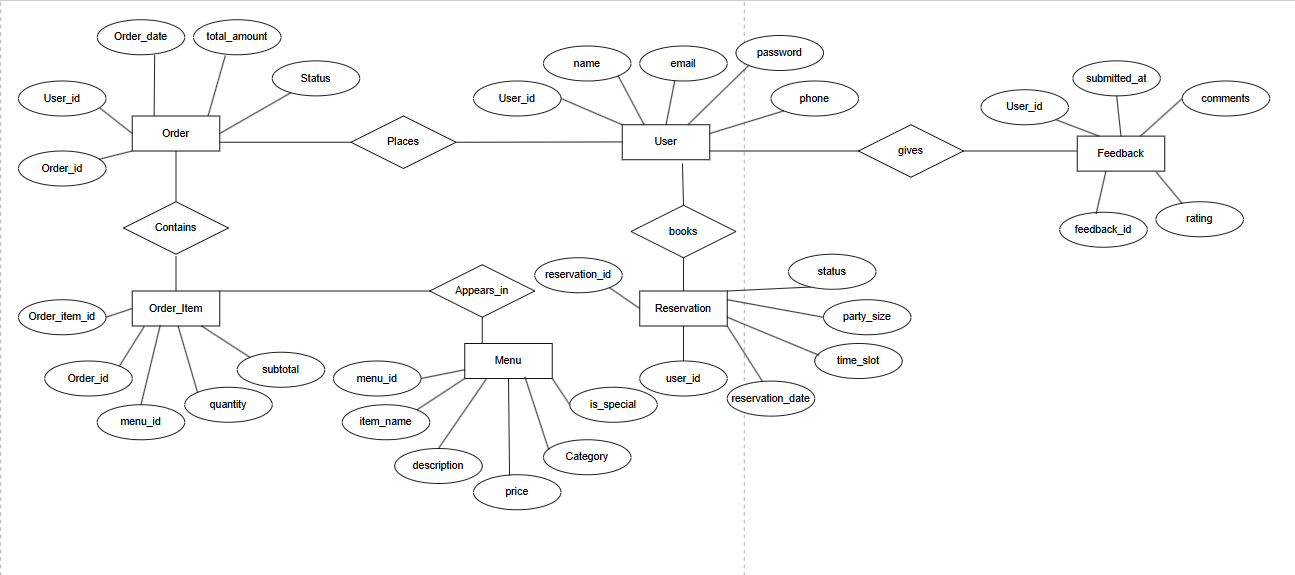 Order_date
total_amount
Status
User_id
Order
Order_id
Places
name
email
password
User_id
phone
User
gives
submitted_at
User_id
comments
Feedback
feedback_id
rating
Contains
books
Appears_in
reservation_id
status
Order_item_id
Order_Item
Reservation
party_size
time_slot
user_id
reservation_date
Order_id
subtotal
menu_id
quantity
Menu
menu_id
is_special
item_name
description
Category
price